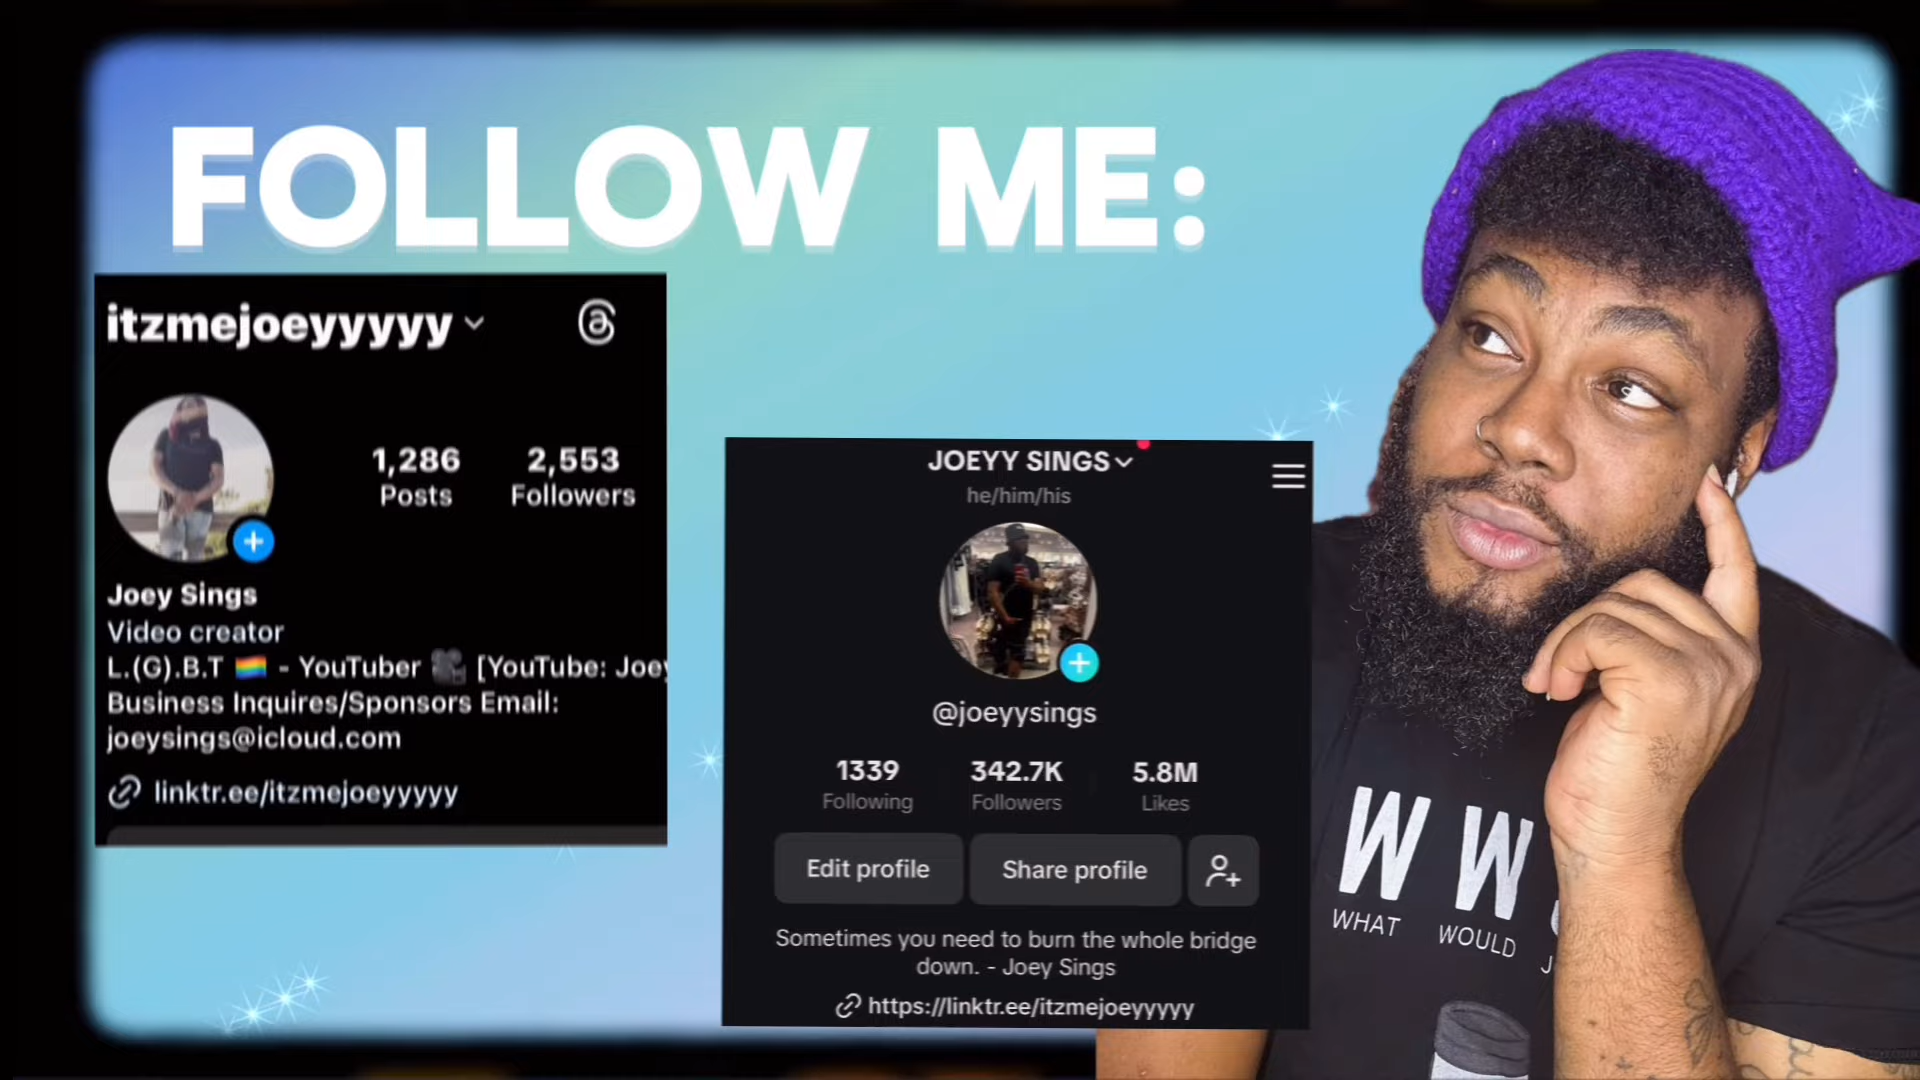 FOLLOW ME:
itzmejoeyyyyy
1,286
Posts
2,553
Followers
Joey Sings
Video creator
L.(G).B.T 🏳️‍🌈 - YouTuber 🎥 [YouTube: Joey
Business Inquires/Sponsors Email:
joeysings@icloud.com
linktr.ee/itzmejoeyyyyy
JOEYY SINGS
he/him/his
@joeyysings
1339
Following
342.7K
Followers
5.8M
Likes
Edit profile
Share profile
Sometimes you need to burn the whole bridge
down. - Joey Sings
https://linktr.ee/itzmejoeyyyyy
W W
WHAT WOULD J